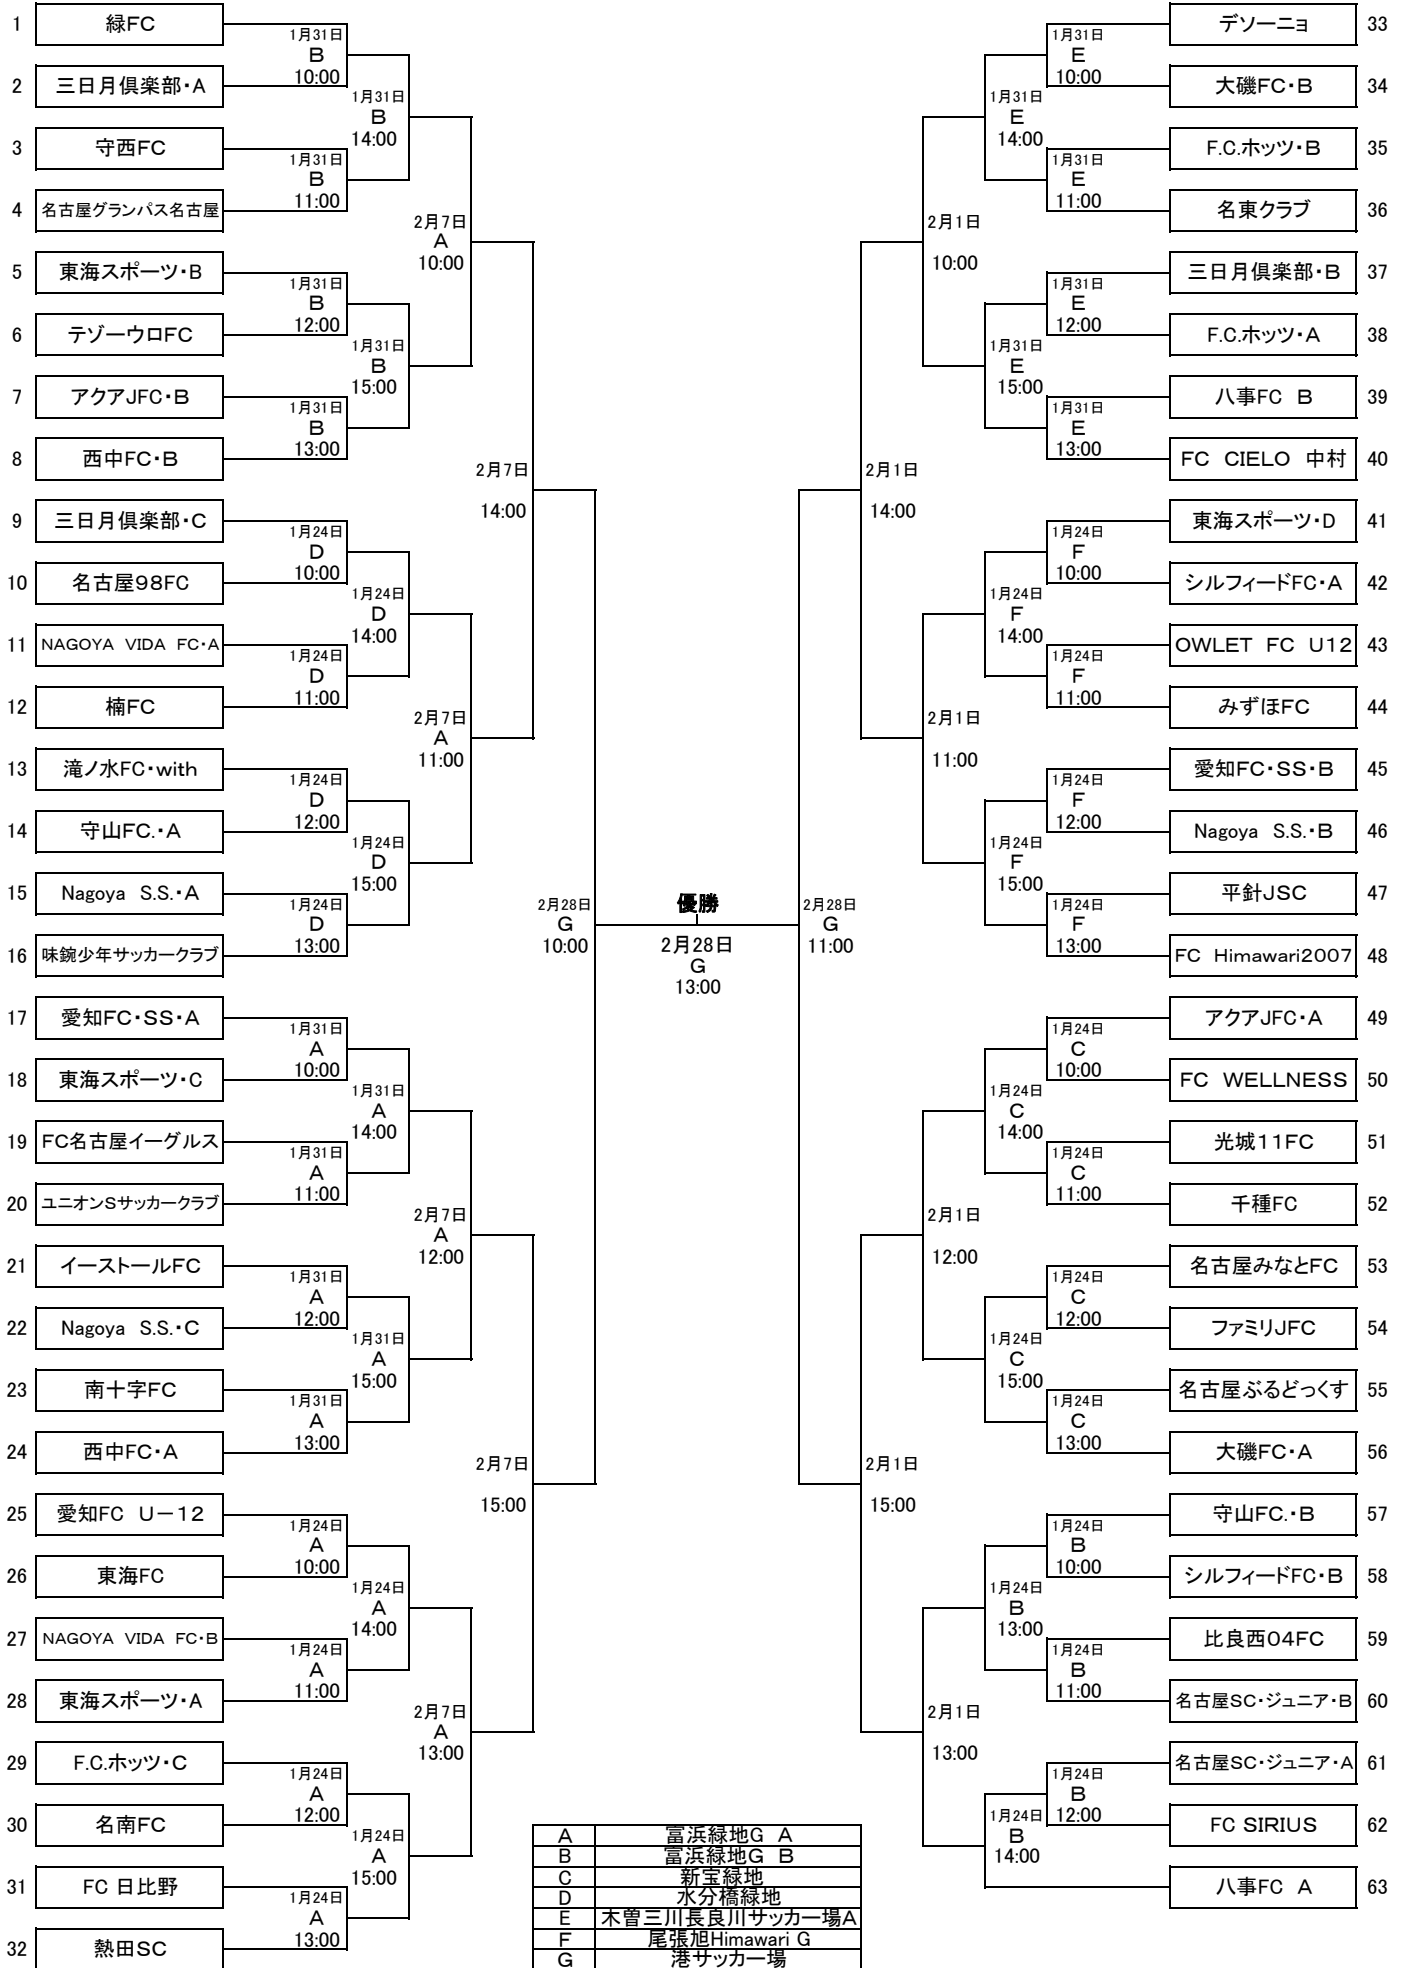 1 緑FC
1月31日
B
10:00
2 三日月倶楽部・A
1月31日
B
14:00
3 守西FC
1月31日
B
11:00
4 名古屋グランパス名古屋
2月7日
A
10:00
5 東海スポーツ・B
1月31日
B
12:00
6 テゾーウロFC
1月31日
B
15:00
7 アクアJFC・B
1月31日
B
13:00
8 西中FC・B
2月7日
14:00
9 三日月倶楽部・C
1月24日
D
10:00
10 名古屋98FC
1月24日
D
14:00
11 NAGOYA VIDA FC・A
1月24日
D
11:00
12 楠FC
2月7日
A
11:00
13 滝ノ水FC・with
1月24日
D
12:00
14 守山FC.・A
1月24日
D
15:00
15 Nagoya S.S.・A
1月24日
D
13:00
16 味鋺少年サッカークラブ
2月28日
G
10:00
17 愛知FC・SS・A
1月31日
A
10:00
18 東海スポーツ・C
1月31日
A
14:00
19 FC名古屋イーグルス
1月31日
A
11:00
20 ユニオンSサッカークラブ
2月7日
A
12:00
21 イーストールFC
1月31日
A
12:00
22 Nagoya S.S.・C
1月31日
A
15:00
23 南十字FC
1月31日
A
13:00
24 西中FC・A
2月7日
15:00
25 愛知FC U－12
1月24日
A
10:00
26 東海FC
1月24日
A
14:00
27 NAGOYA VIDA FC・B
1月24日
A
11:00
28 東海スポーツ・A
2月7日
A
13:00
29 F.C.ホッツ・C
1月24日
A
12:00
30 名南FC
1月24日
A
15:00
31 FC 日比野
1月24日
A
13:00
32 熱田SC
優勝
2月28日
G
13:00
デソーニョ 33
1月31日
E
10:00
大磯FC・B 34
1月31日
E
14:00
F.C.ホッツ・B 35
1月31日
E
11:00
名東クラブ 36
2月1日
10:00
三日月倶楽部・B 37
1月31日
E
12:00
F.C.ホッツ・A 38
1月31日
E
15:00
八事FC B 39
1月31日
E
13:00
FC CIELO 中村 40
2月1日
14:00
東海スポーツ・D 41
1月24日
F
10:00
シルフィードFC・A 42
1月24日
F
14:00
OWLET FC U12 43
1月24日
F
11:00
みずほFC 44
2月1日
11:00
愛知FC・SS・B 45
1月24日
F
12:00
Nagoya S.S.・B 46
1月24日
F
15:00
平針JSC 47
1月24日
F
13:00
FC Himawari2007 48
2月28日
G
11:00
アクアJFC・A 49
1月24日
C
10:00
FC WELLNESS 50
1月24日
C
14:00
光城11FC 51
1月24日
C
11:00
千種FC 52
2月1日
12:00
名古屋みなとFC 53
1月24日
C
12:00
ファミリJFC 54
1月24日
C
15:00
名古屋ぶるどっくす 55
1月24日
C
13:00
大磯FC・A 56
2月1日
15:00
守山FC.・B 57
1月24日
B
10:00
シルフィードFC・B 58
1月24日
B
13:00
比良西04FC 59
1月24日
B
11:00
名古屋SC・ジュニア・B 60
2月1日
13:00
名古屋SC・ジュニア・A 61
1月24日
B
12:00
FC SIRIUS 62
1月24日
B
14:00
八事FC A 63
A 富浜緑地G A
B 富浜緑地G B
C 新宝緑地
D 水分橋緑地
E 木曽三川長良川サッカー場A
F 尾張旭Himawari G
G 港サッカー場